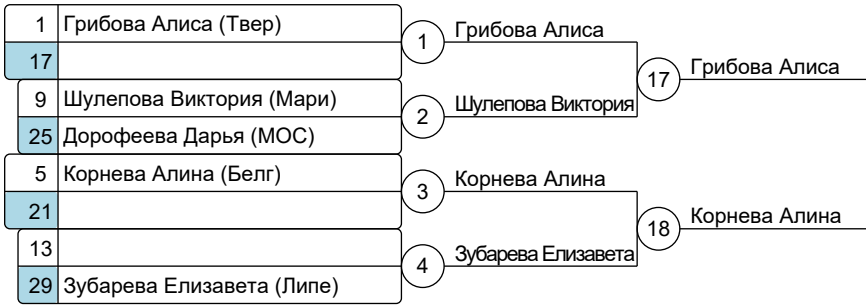 1 Грибова Алиса (Твер)
17
1
Грибова Алиса
9 Шулепова Виктория (Мари)
25 Дорофеева Дарья (МОС)
2
Шулепова Виктория
17
Грибова Алиса
5 Корнева Алина (Белг)
21
3
Корнева Алина
13
29 Зубарева Елизавета (Липе)
4
Зубарева Елизавета
18
Корнева Алина